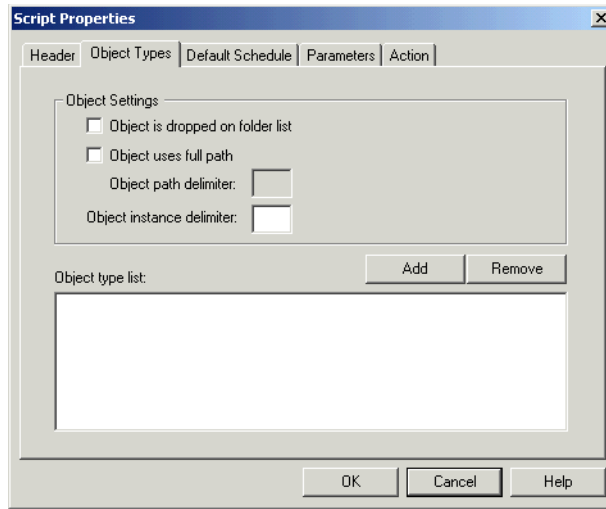 Script Properties
Header Object Types Default Schedule Parameters Action
Object Settings
Object is dropped on folder list
Object uses full path
Object path delimiter:
Object instance delimiter:
Add Remove
Object type list:
OK Cancel Help